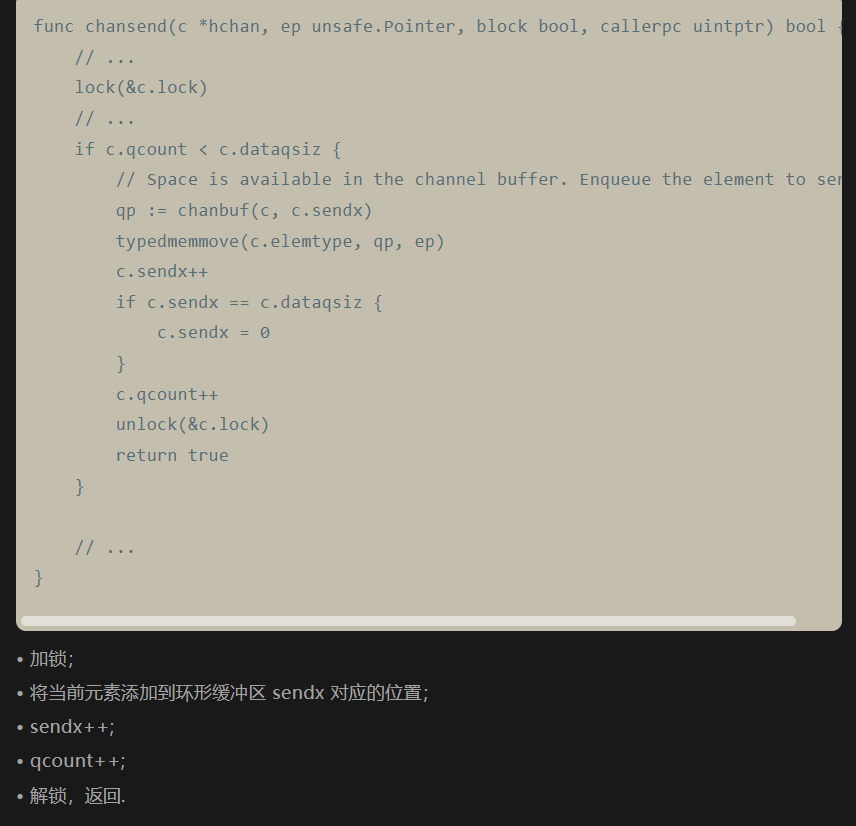 func chansend(c *hchan, ep unsafe.Pointer, block bool, callerpc uintptr) bool {
    // ...
    lock(&c.lock)
    // ...
    if c.qcount < c.dataqsiz {
        // Space is available in the channel buffer. Enqueue the element to
        qp := chanbuf(c, c.sendx)
        typedmemmove(c.elemtype, qp, ep)
        c.sendx++
        if c.sendx == c.dataqsiz {
            c.sendx = 0
        }
        c.qcount++
        unlock(&c.lock)
        return true
    }
    // ...
}
• 加锁；
• 将当前元素添加到环形缓冲区 sendx 对应的位置；
• sendx++;
• qcount++;
• 解锁，返回.